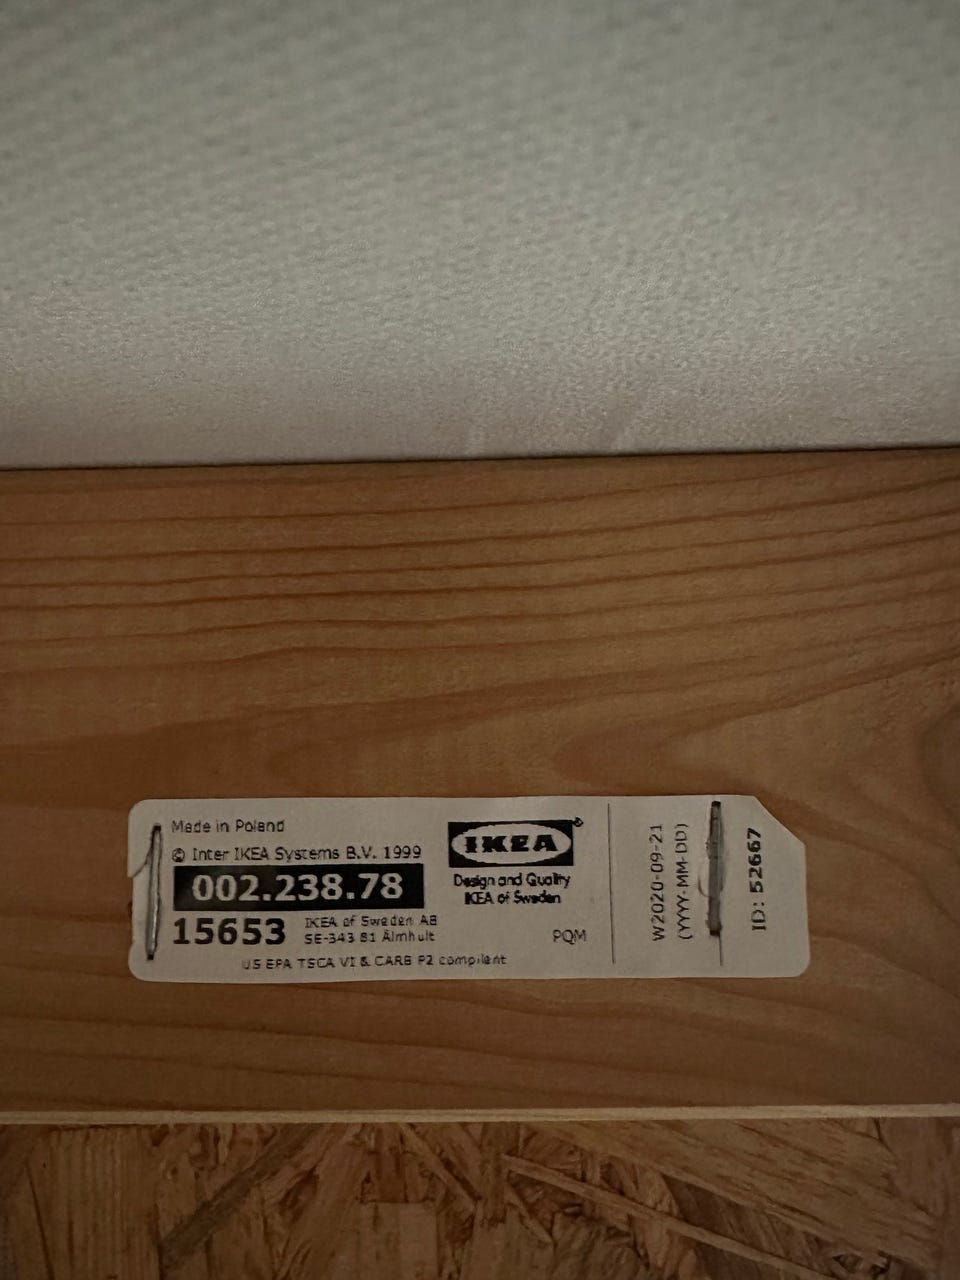 Made in Poland
© Inter IKEA Systems B.V. 1999
002.238.78
15653
IKEA of Sweden AB
SE-343 81 Älmhult
US EPA TSCA VI & CARB P2 compilent
IKEA®
Design and Quality
IKEA of Sweden
PQM
W2020-09-21
(YYYY-MM-DD)
ID: 52667